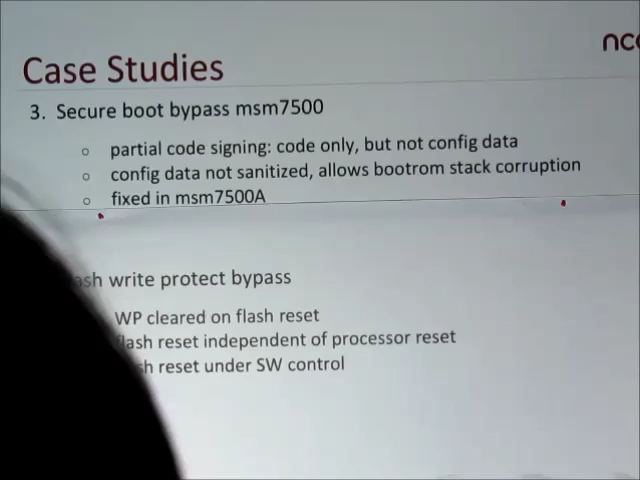 ncc
Case Studies
3. Secure boot bypass msm7500
○ partial code signing: code only, but not config data
○ config data not sanitized, allows bootrom stack corruption
○ fixed in msm7500A
write protect bypass
WP cleared on flash reset
flash reset independent of processor reset
reset under SW control